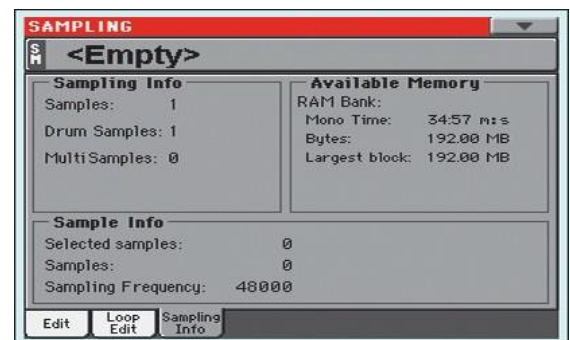 SAMPLING
SM <Empty>
Sampling Info
Samples: 1
Drum Samples: 1
MultiSamples: 0
Available Memory
RAM Bank:
Mono Time: 34:57 m:s
Bytes: 192.00 MB
Largest block: 192.00 MB
Sample Info
Selected samples: 0
Samples: 0
Sampling Frequency: 48000
Edit
Loop Edit
Sampling Info